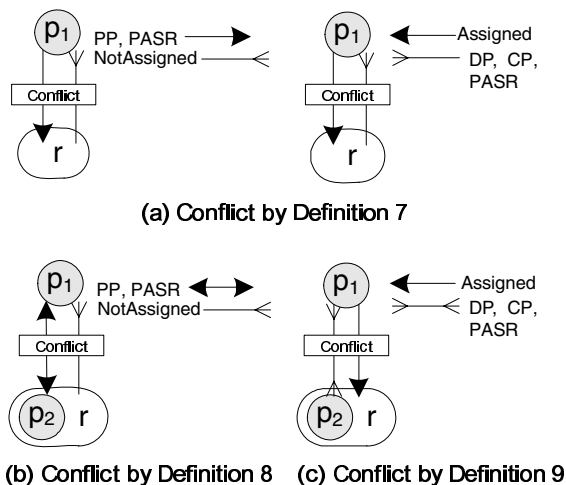 p1
PP, PASR
NotAssigned
Conflict
r
p1
Assigned
DP, CP,
PASR
Conflict
r
(a) Conflict by Definition 7
p1
PP, PASR
NotAssigned
Conflict
p2 r
p1
Assigned
DP, CP,
PASR
Conflict
p2 r
(b) Conflict by Definition 8
(c) Conflict by Definition 9